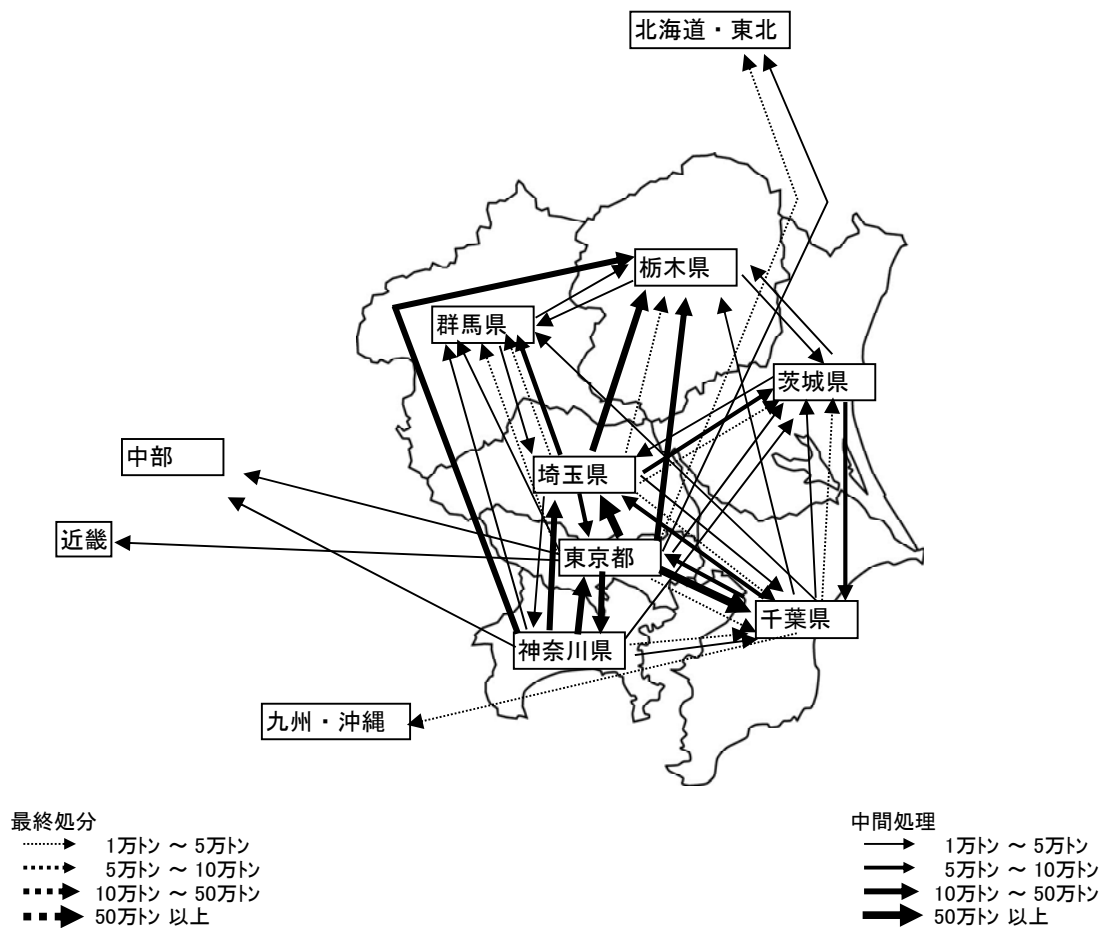 北海道・東北
栃木県
群馬県
茨城県
中部
埼玉県
近畿
東京都
千葉県
神奈川県
九州・沖縄
最終処分
1万トン ～ 5万トン
5万トン ～ 10万トン
10万トン ～ 50万トン
50万トン 以上
中間処理
1万トン ～ 5万トン
5万トン ～ 10万トン
10万トン ～ 50万トン
50万トン 以上